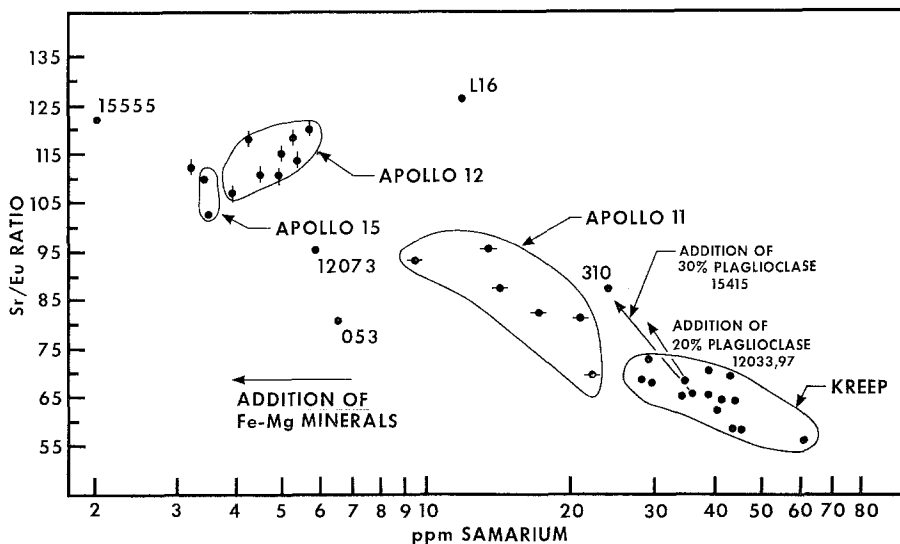 135
125
115
105
95
85
75
65
55
Sr/Eu RATIO
15555
L16
APOLLO 12
APOLLO 15
12073
053
APOLLO 11
310
ADDITION OF
30% PLAGLIOCLASE
15415
ADDITION OF
20% PLAGLIOCLASE
12033,97
KREEP
ADDITION OF
Fe-Mg MINERALS
2 3 4 5 6 7 8 9 10 20 30 40 50 60 70 80
ppm SAMARIUM